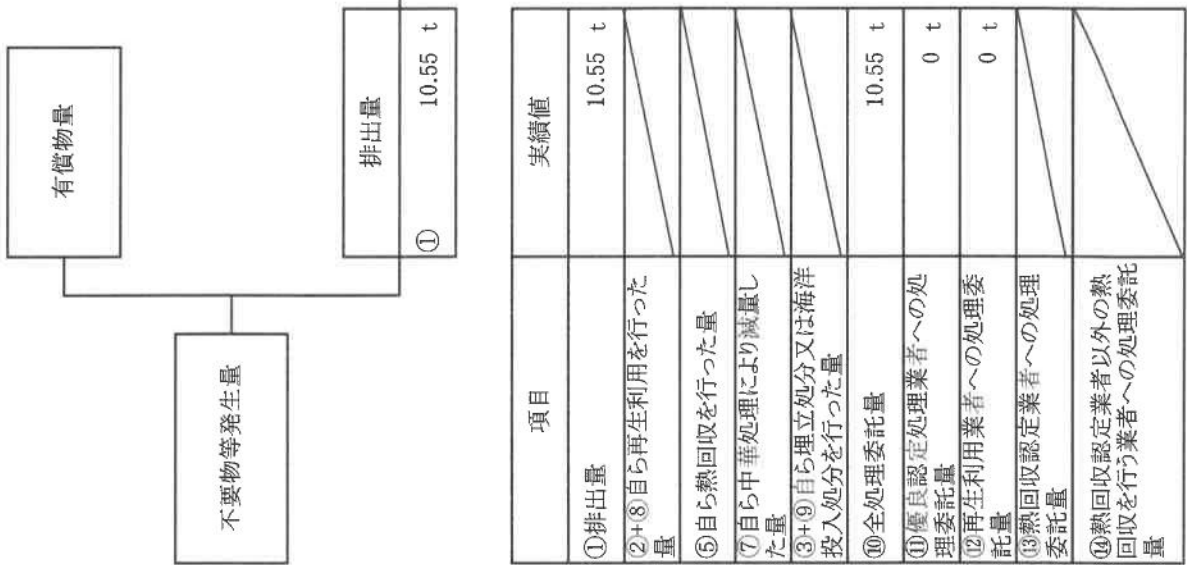 有償物量
不要物等発生量
排出量
① 10.55 t
項目 実績値
①排出量 10.55 t
②+⑧自ら再生利用を行った
量
⑤自ら熱回収を行った量
⑦自ら中華処理により減量し
た量
③+⑨自ら埋立処分又は海洋
投入処分を行った量
⑩全処理委託量 10.55 t
⑪優良認定処理業者への処
理委託量 0 t
⑫再生利用業者への処理委
託量 0 t
⑬熱回収認定業者への処理
委託量
⑭熱回収認定業者以外の熱
回収を行う業者への処理委託
量